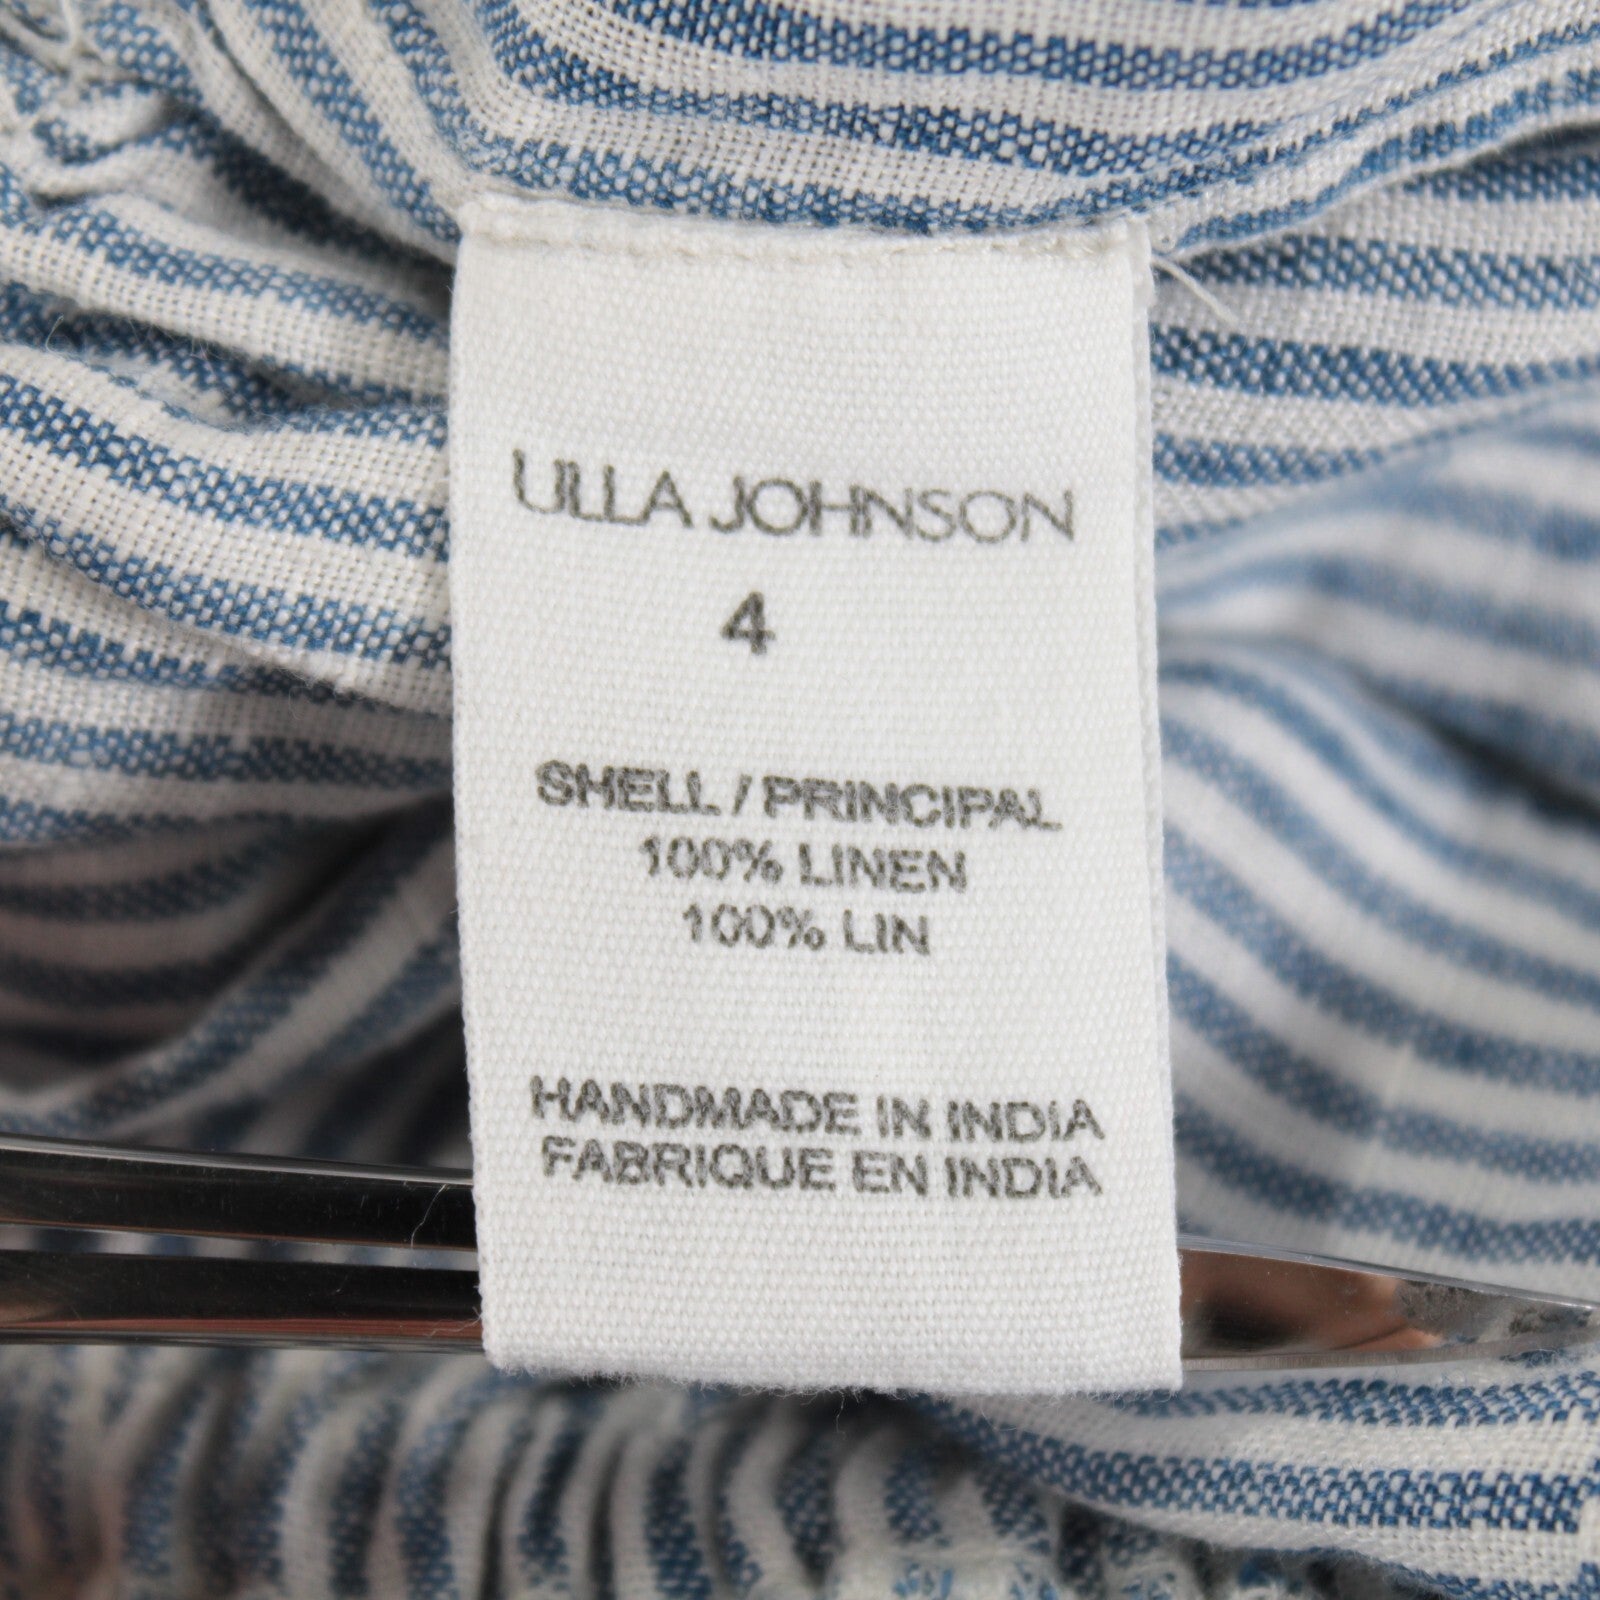 ULLA JOHNSON
4
SHELL / PRINCIPAL
100% LINEN
100% LIN
HANDMADE IN INDIA
FABRIQUE EN INDIA